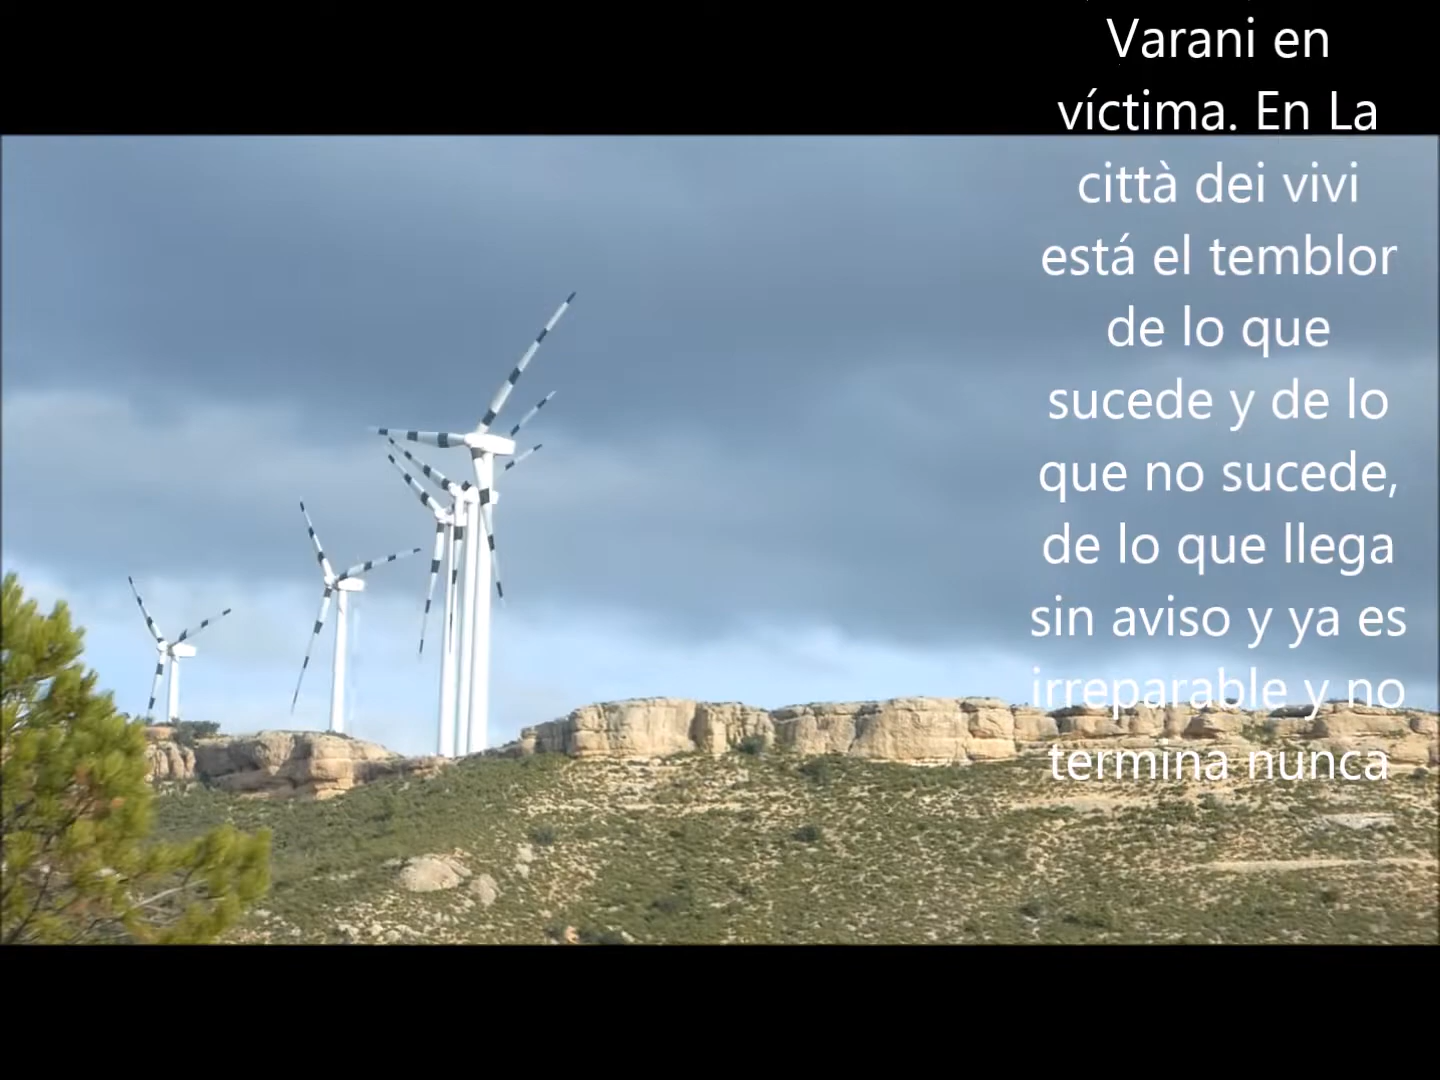 Varani en
víctima. En La
città dei vivi
está el temblor
de lo que
sucede y de lo
que no sucede,
de lo que llega
sin aviso y ya es
irreparable y no
termina nunca